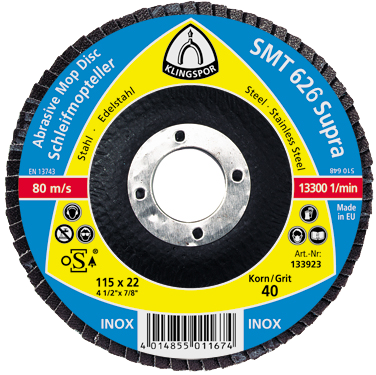 KLINGSPOR
Abrasive Mop Disc
Schleifmopteller
SMT 626 Supra
Stahl · Edelstahl
Steel · Stainless Steel
EN 13743
80 m/s
13300 1/min
Made in EU
oSa
Art.-Nr:
133923
115 x 22
4 1/2"x 7/8"
Korn/Grit
40
INOX
INOX
4 014855 011674